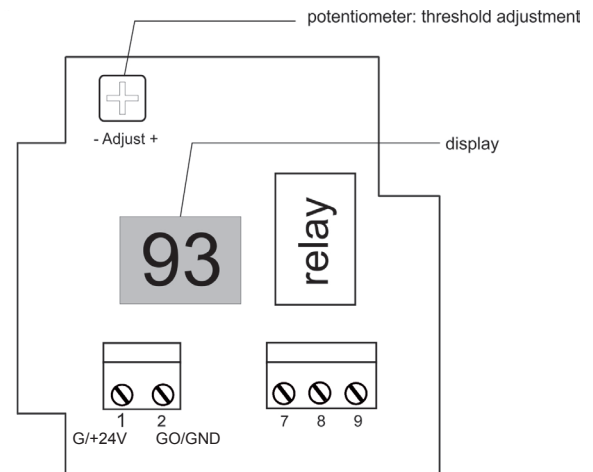 potentiometer: threshold adjustment
- Adjust +
display
93
relay
1 2
7 8 9
G/+24V GO/GND